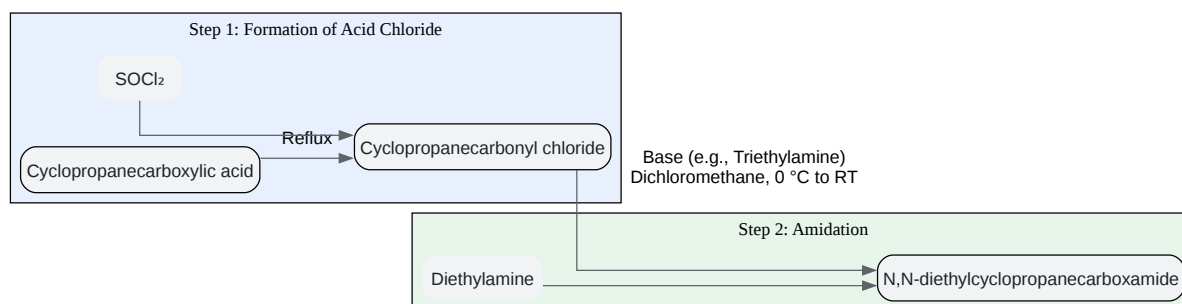 Step 1: Formation of Acid Chloride
SOCl₂
Reflux
Cyclopropanecarboxylic acid
Cyclopropanecarbonyl chloride
Base (e.g., Triethylamine)
Dichloromethane, 0 °C to RT
Step 2: Amidation
Diethylamine
N,N-diethylcyclopropanecarboxamide